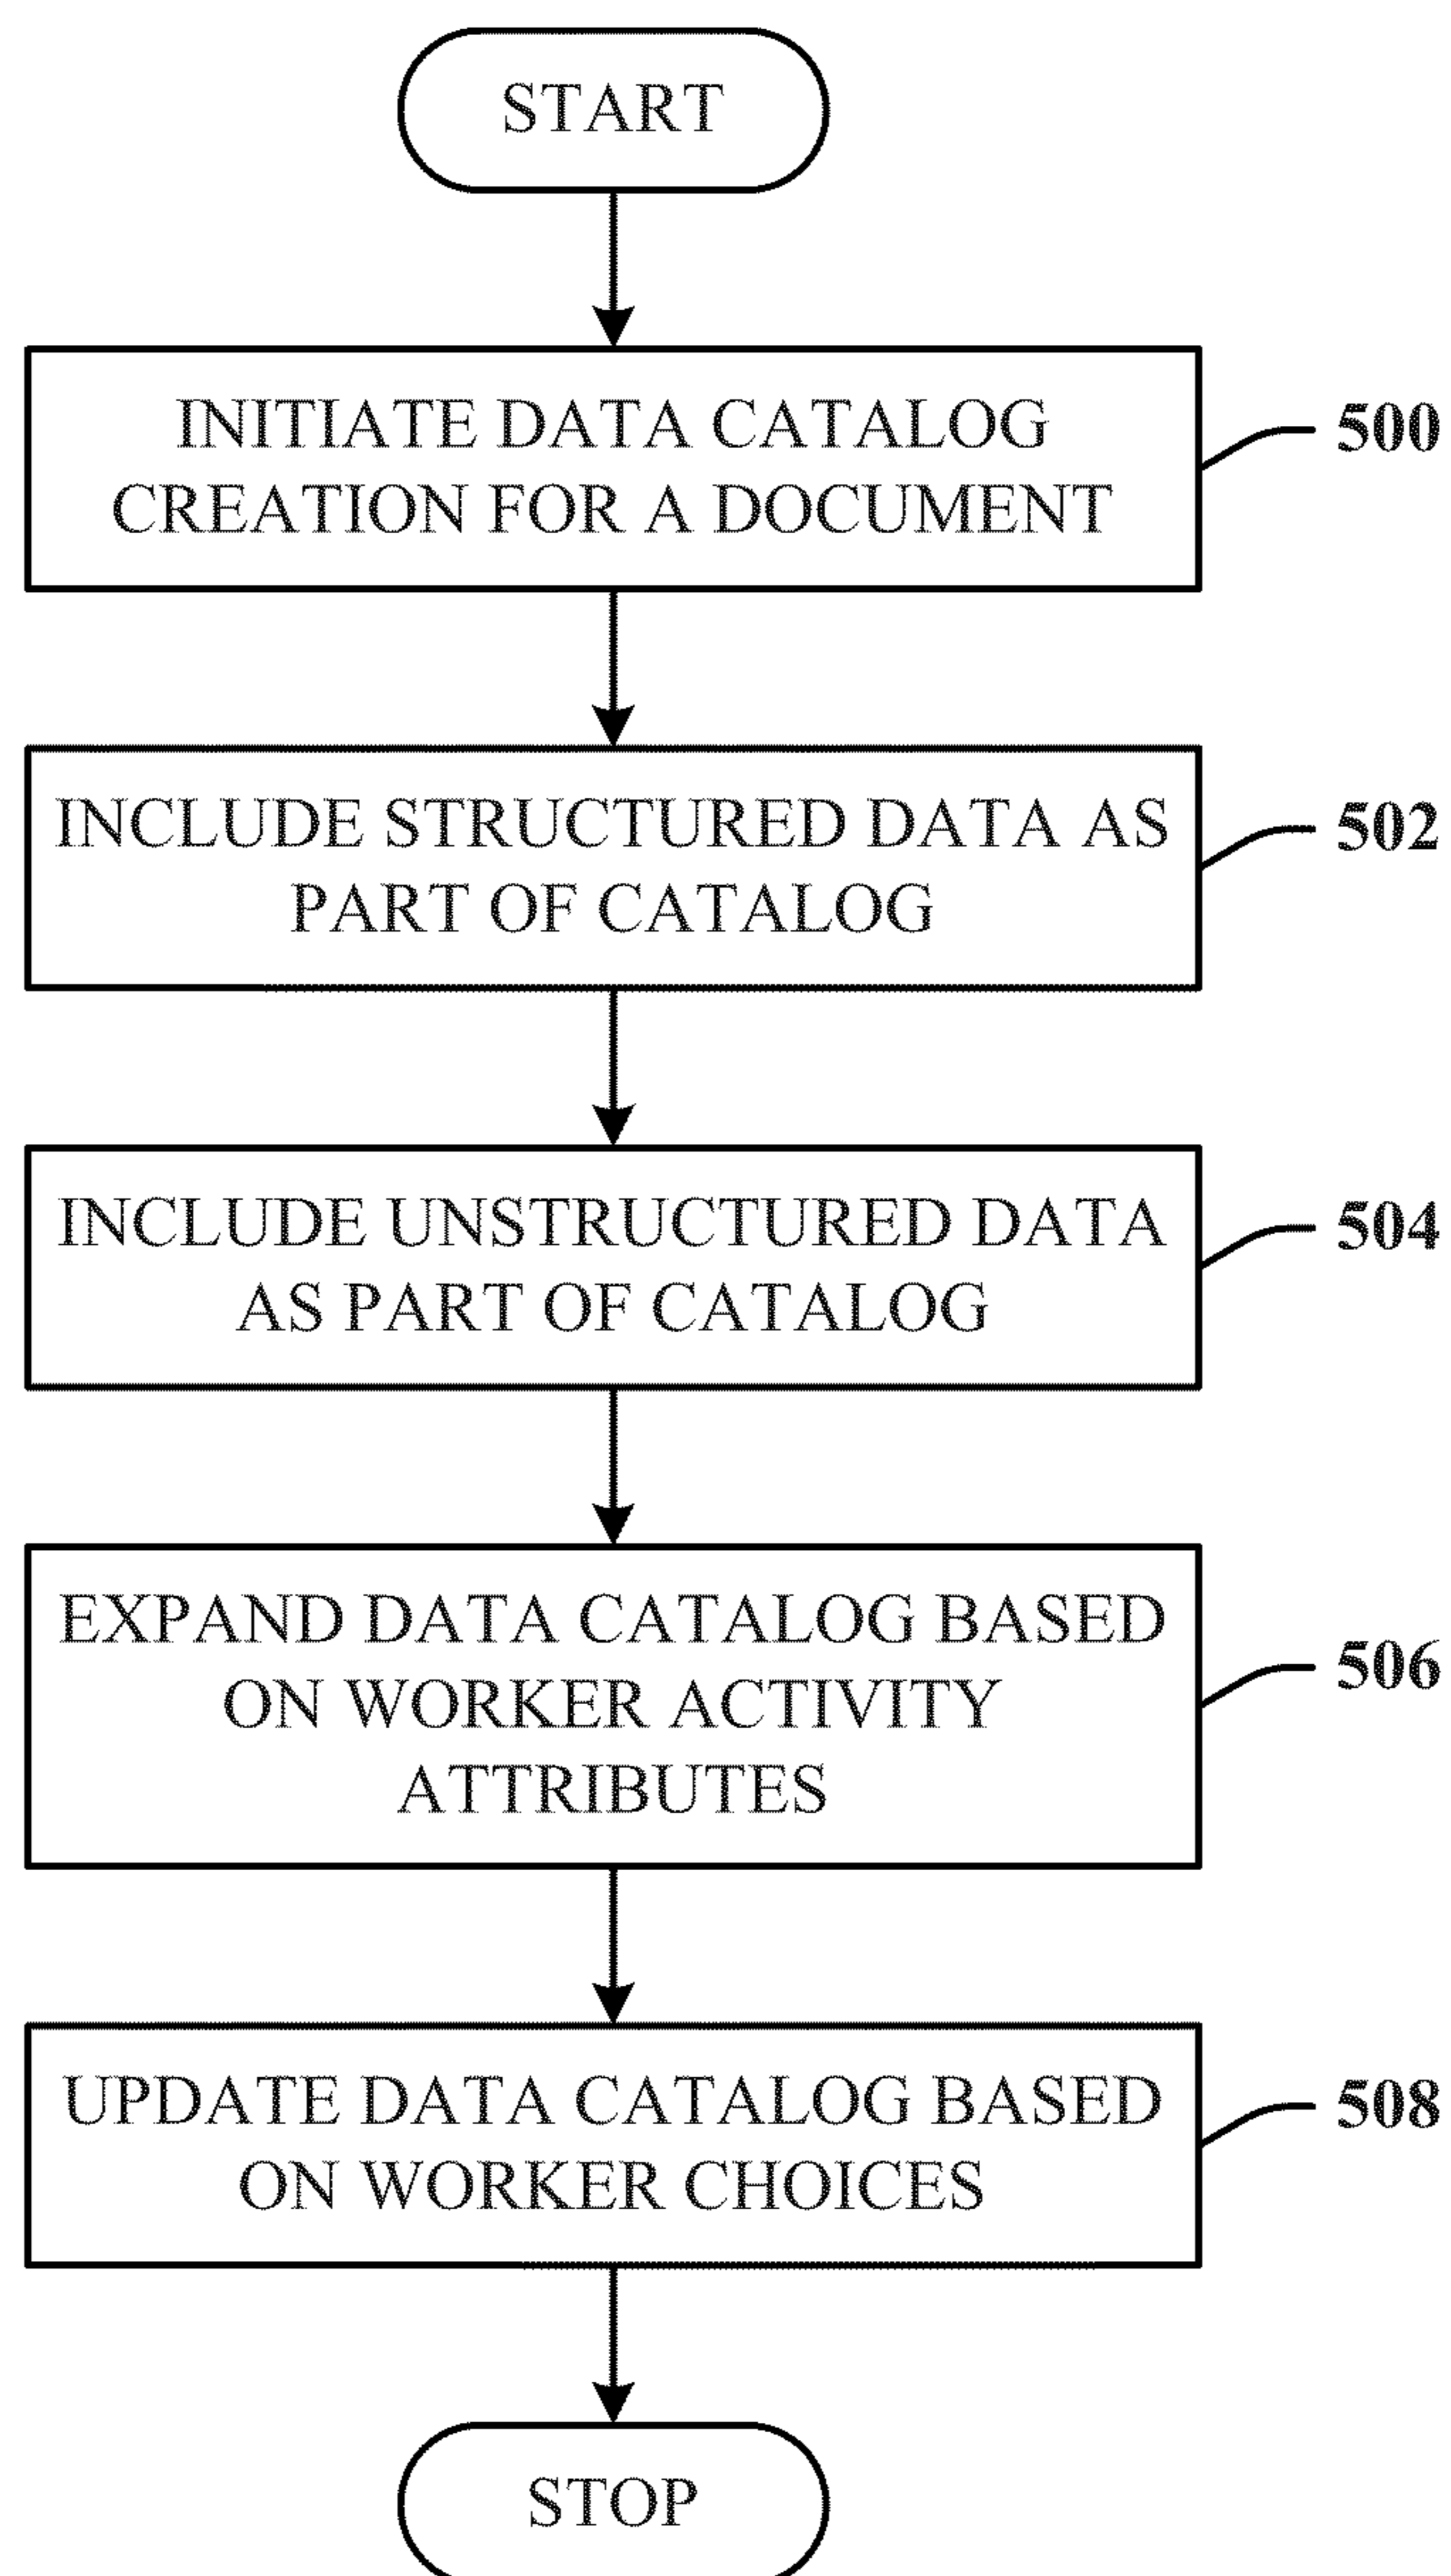 START
INITIATE DATA CATALOG
CREATION FOR A DOCUMENT
500
INCLUDE STRUCTURED DATA AS
PART OF CATALOG
502
INCLUDE UNSTRUCTURED DATA
AS PART OF CATALOG
504
EXPAND DATA CATALOG BASED
ON WORKER ACTIVITY
ATTRIBUTES
506
UPDATE DATA CATALOG BASED
ON WORKER CHOICES
508
STOP